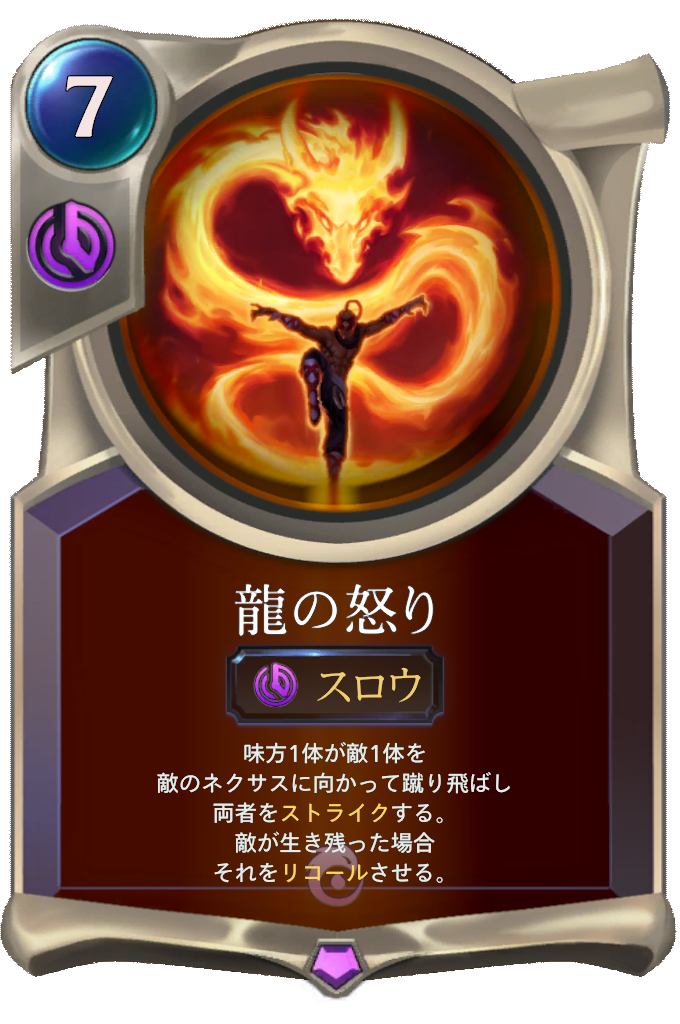 7
龍の怒り
スロウ
味方1体が敵1体を
敵のネクサスに向かって蹴り飛ばし
両者をストライクする。
敵が生き残った場合
それをリコールさせる。